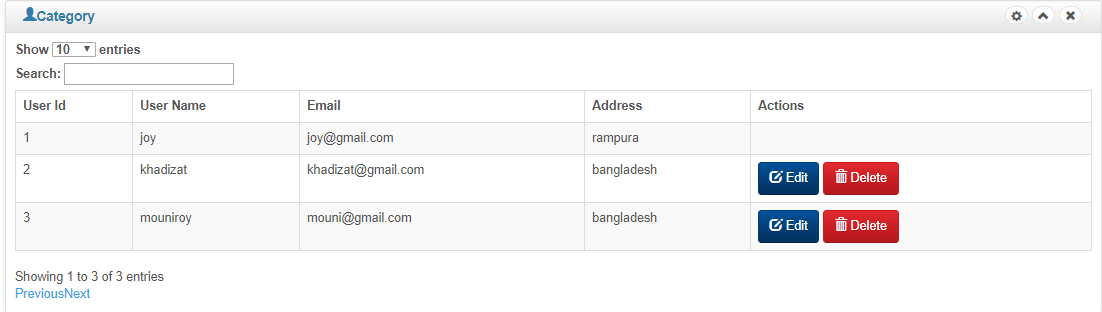 Category
Show 10 entries
Search:
User Id User Name Email Address Actions
1 joy joy@gmail.com rampura
2 khadizat khadizat@gmail.com bangladesh Edit Delete
3 mouniroy mouni@gmail.com bangladesh Edit Delete
Showing 1 to 3 of 3 entries
PreviousNext